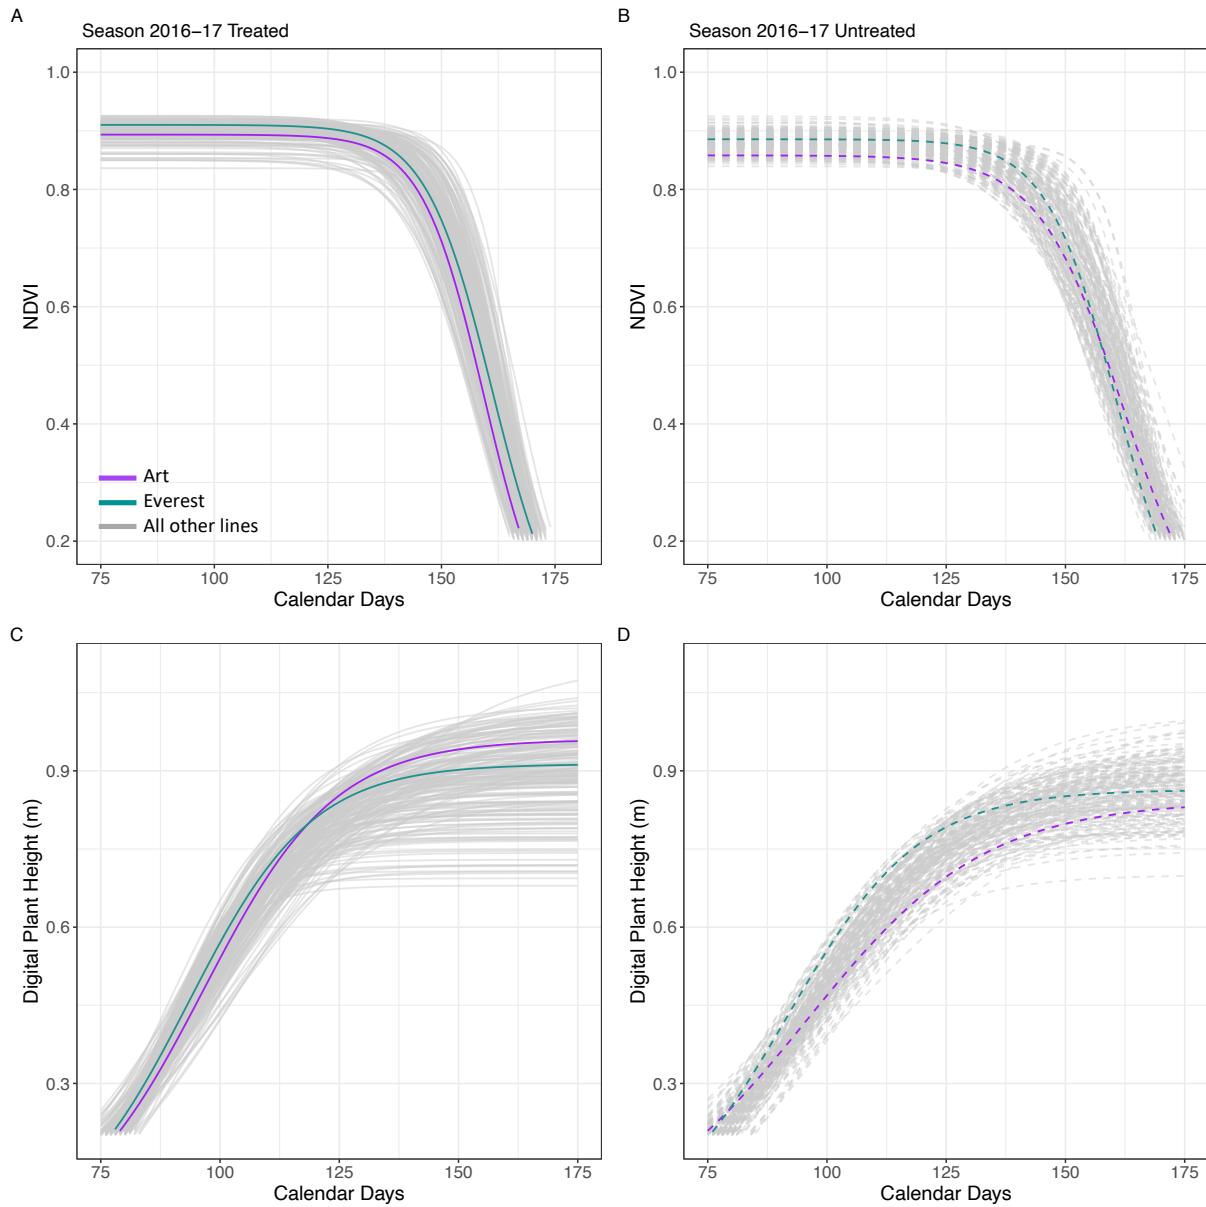 A
Season 2016–17 Treated
1.0
0.8
0.6
0.4
0.2
NDVI
Art
Everest
All other lines
75 100 125 150 175
Calendar Days
B
Season 2016–17 Untreated
1.0
0.8
0.6
0.4
0.2
NDVI
75 100 125 150 175
Calendar Days
C
0.9
0.6
0.3
Digital Plant Height (m)
75 100 125 150 175
Calendar Days
D
0.9
0.6
0.3
Digital Plant Height (m)
75 100 125 150 175
Calendar Days